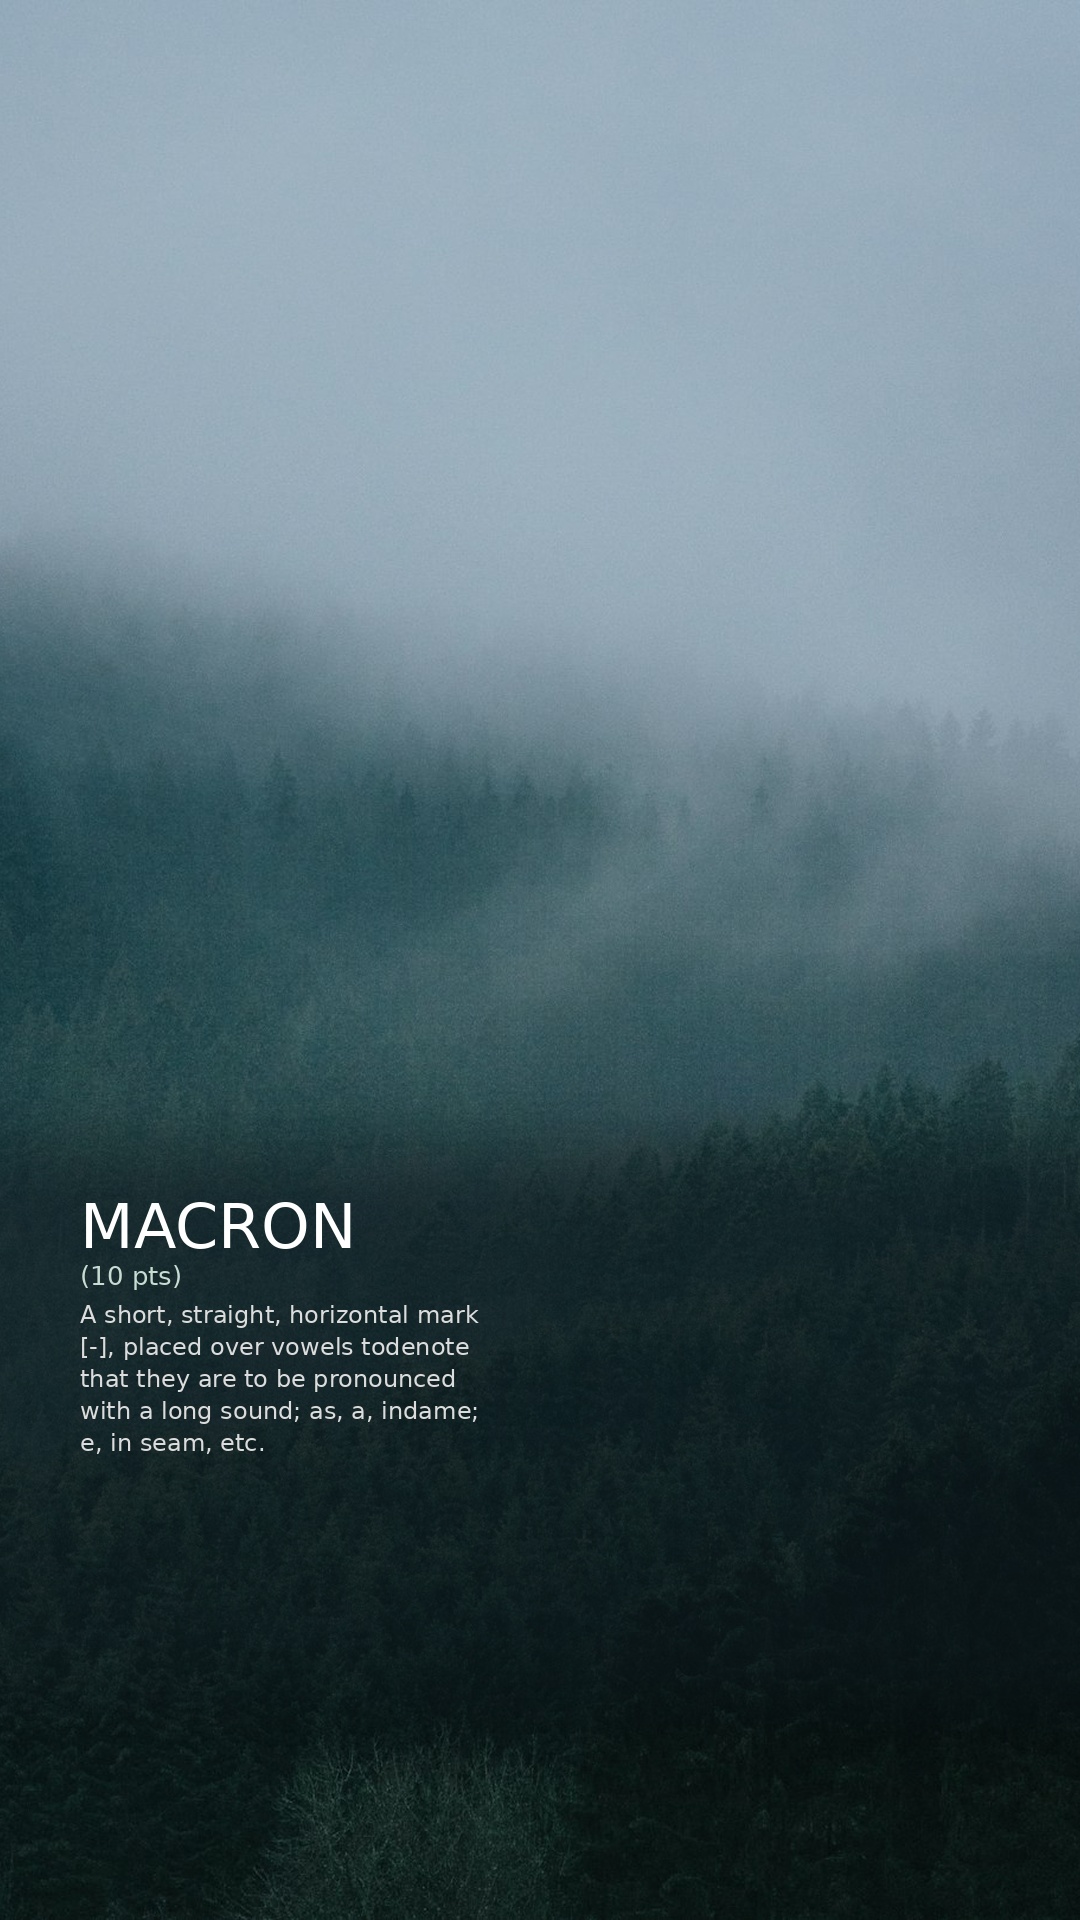 MACRON
(10 pts)
A short, straight, horizontal mark
[-], placed over vowels todenote
that they are to be pronounced
with a long sound; as, a, indame;
e, in seam, etc.